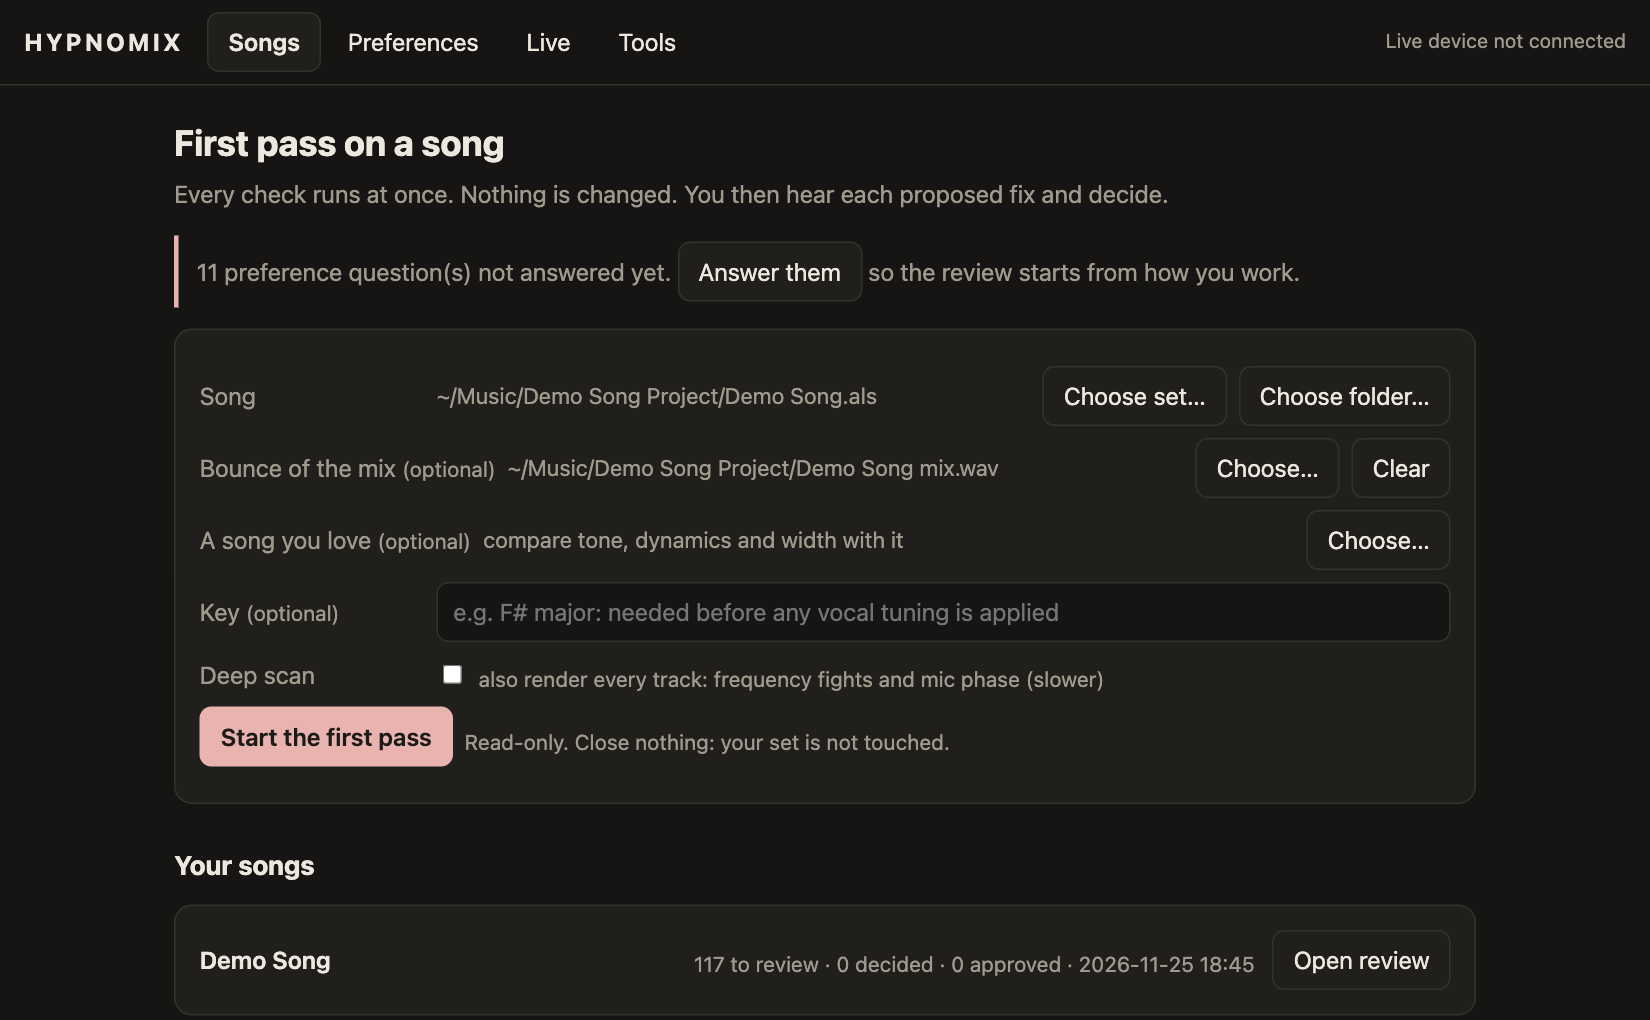 HYPNOMIX Songs Preferences Live Tools Live device not connected
First pass on a song
Every check runs at once. Nothing is changed. You then hear each proposed fix and decide.
11 preference question(s) not answered yet. Answer them so the review starts from how you work.
Song ~/Music/Demo Song Project/Demo Song.als Choose set... Choose folder...
Bounce of the mix (optional) ~/Music/Demo Song Project/Demo Song mix.wav Choose... Clear
A song you love (optional) compare tone, dynamics and width with it Choose...
Key (optional) e.g. F# major: needed before any vocal tuning is applied
Deep scan also render every track: frequency fights and mic phase (slower)
Start the first pass Read-only. Close nothing: your set is not touched.
Your songs
Demo Song 117 to review · 0 decided · 0 approved · 2026-11-25 18:45 Open review